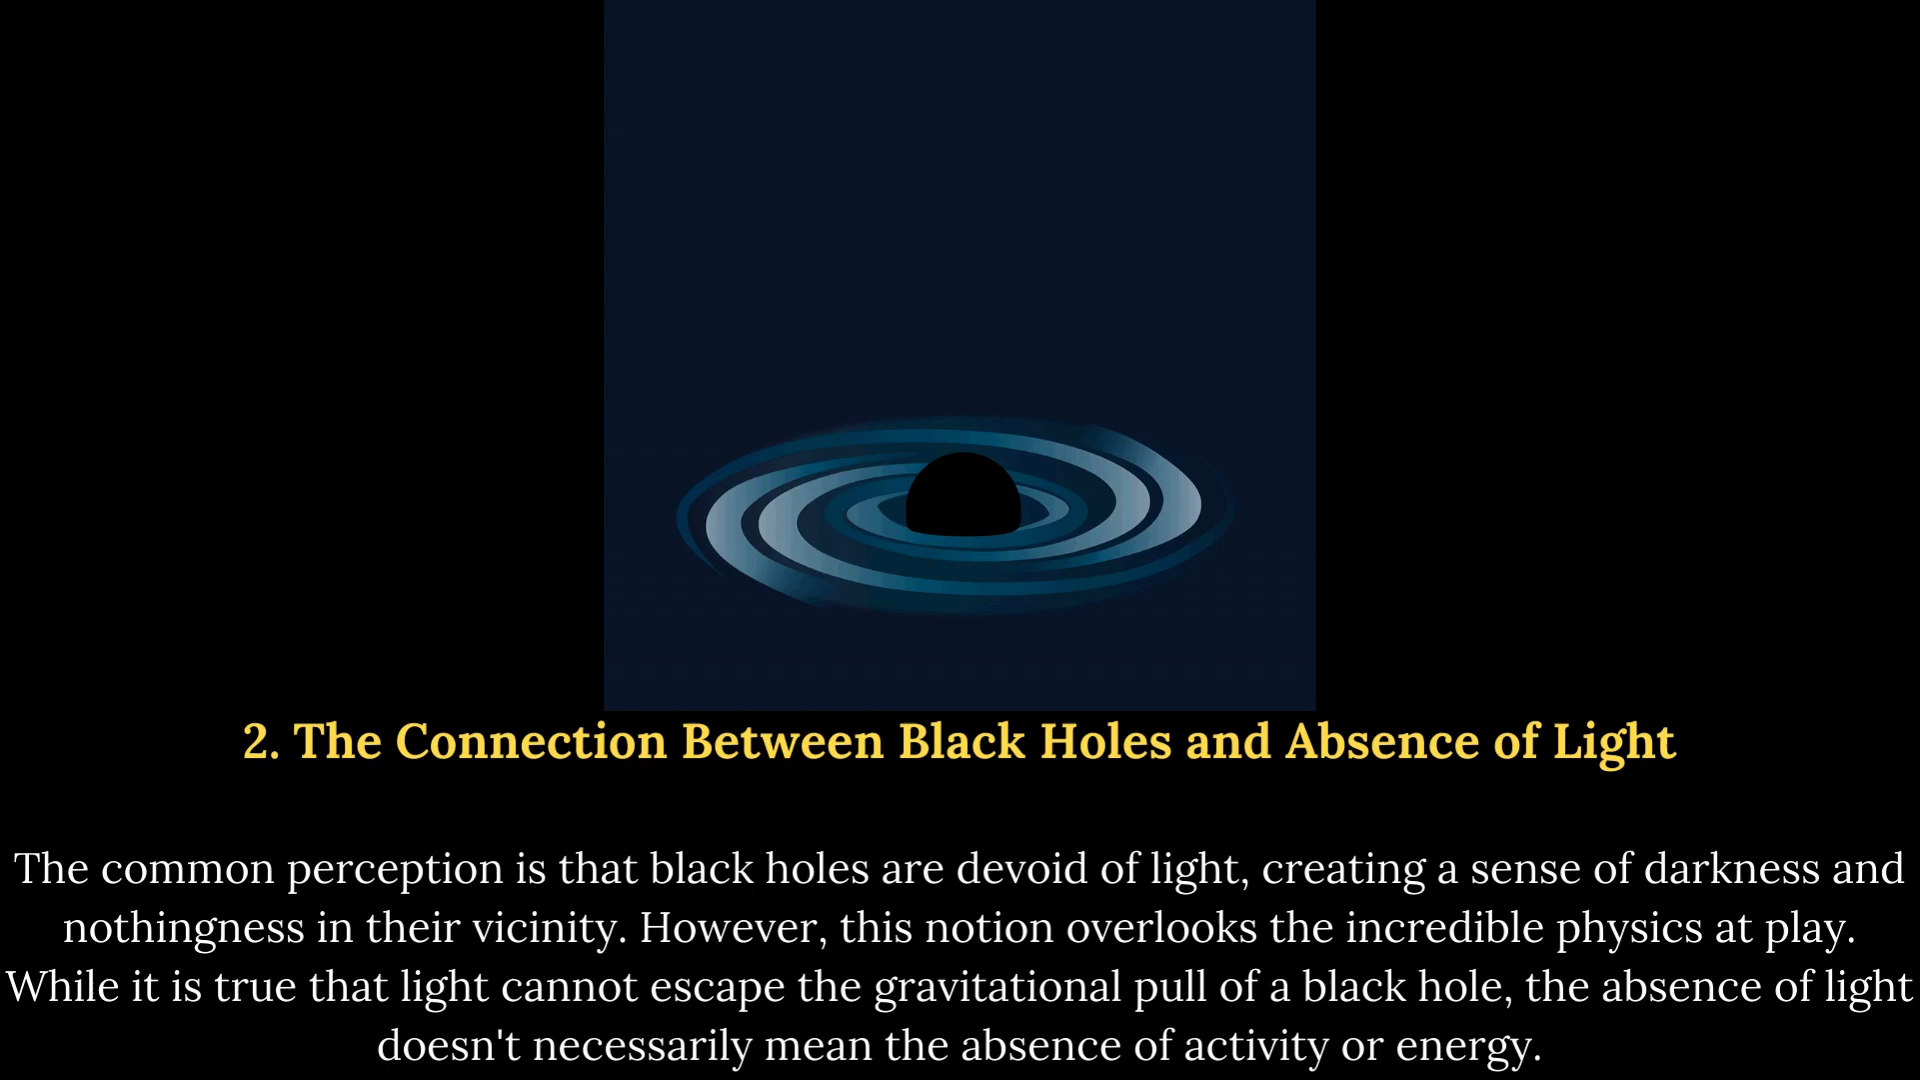 2. The Connection Between Black Holes and Absence of Light
The common perception is that black holes are devoid of light, creating a sense of darkness and
nothingness in their vicinity. However, this notion overlooks the incredible physics at play.
While it is true that light cannot escape the gravitational pull of a black hole, the absence of light
doesn't necessarily mean the absence of activity or energy.